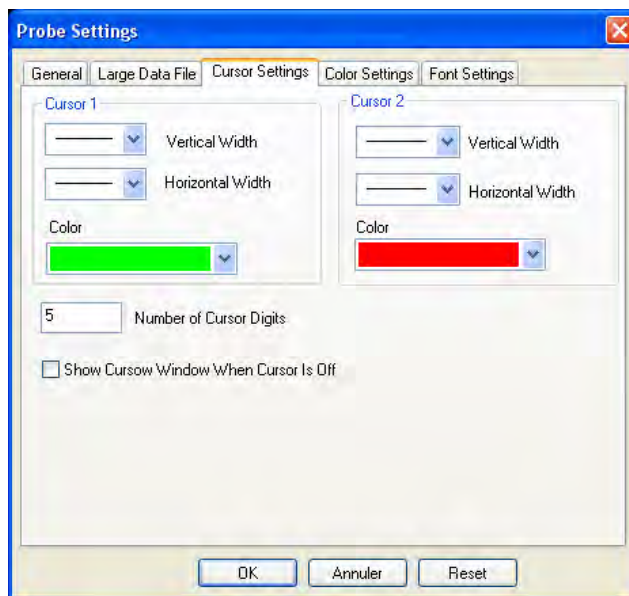 Probe Settings
General Large Data File Cursor Settings Color Settings Font Settings
Cursor 1
Vertical Width
Horizontal Width
Color
Cursor 2
Vertical Width
Horizontal Width
Color
5 Number of Cursor Digits
Show Cursow Window When Cursor Is Off
OK Annuler Reset